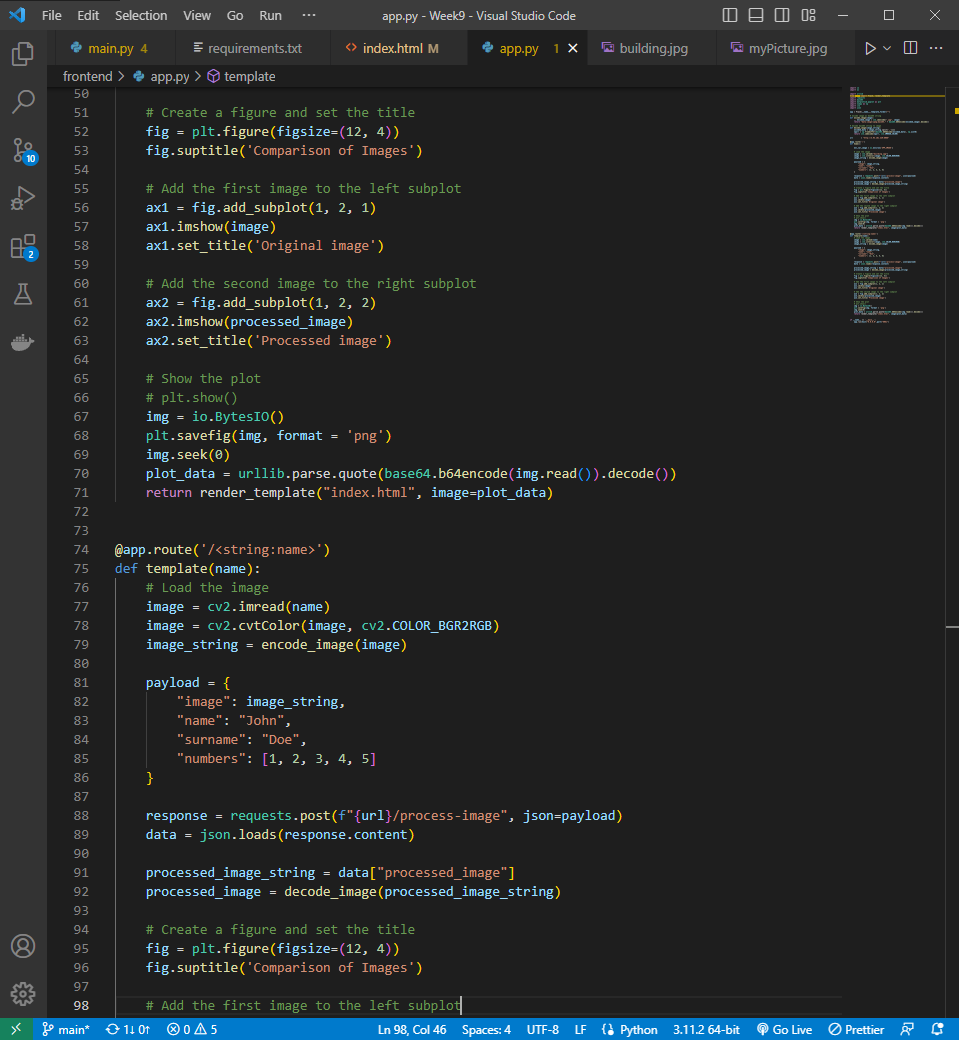 File Edit Selection View Go Run ··· app.py - Week9 - Visual Studio Code
main.py 4 requirements.txt index.html M app.py 1 building.jpg myPicture.jpg
frontend > app.py > template
50
51 # Create a figure and set the title
52 fig = plt.figure(figsize=(12, 4))
53 fig.suptitle('Comparison of Images')
54
55 # Add the first image to the left subplot
56 ax1 = fig.add_subplot(1, 2, 1)
57 ax1.imshow(image)
58 ax1.set_title('Original image')
59
60 # Add the second image to the right subplot
61 ax2 = fig.add_subplot(1, 2, 2)
62 ax2.imshow(processed_image)
63 ax2.set_title('Processed image')
64
65 # Show the plot
66 # plt.show()
67 img = io.BytesIO()
68 plt.savefig(img, format = 'png')
69 img.seek(0)
70 plot_data = urllib.parse.quote(base64.b64encode(img.read()).decode())
71 return render_template("index.html", image=plot_data)
72
73
74 @app.route('/<string:name>')
75 def template(name):
76 # Load the image
77 image = cv2.imread(name)
78 image = cv2.cvtColor(image, cv2.COLOR_BGR2RGB)
79 image_string = encode_image(image)
80
81 payload = {
82 "image": image_string,
83 "name": "John",
84 "surname": "Doe",
85 "numbers": [1, 2, 3, 4, 5]
86 }
87
88 response = requests.post(f"{url}/process-image", json=payload)
89 data = json.loads(response.content)
90
91 processed_image_string = data["processed_image"]
92 processed_image = decode_image(processed_image_string)
93
94 # Create a figure and set the title
95 fig = plt.figure(figsize=(12, 4))
96 fig.suptitle('Comparison of Images')
97
98 # Add the first image to the left subplot
10
2
main* 1↓ 0↑ 0 5 Ln 98, Col 46 Spaces: 4 UTF-8 LF Python 3.11.2 64-bit Go Live Prettier